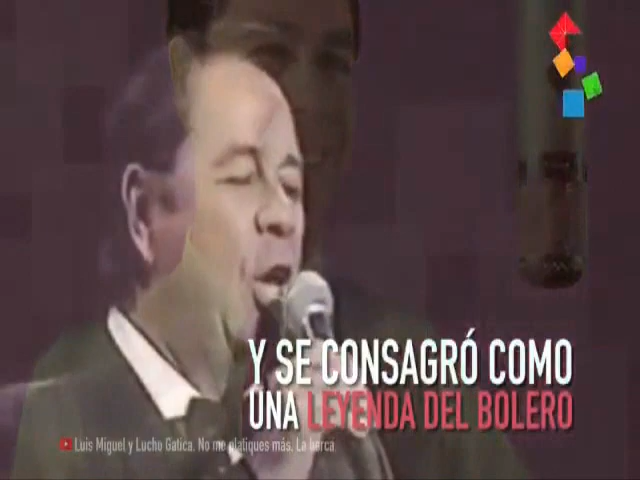 Y SE CONSAGRÓ COMO
UNA LEYENDA DEL BOLERO
Luis Miguel y Lucho Gatica. No me platiques más. La barca